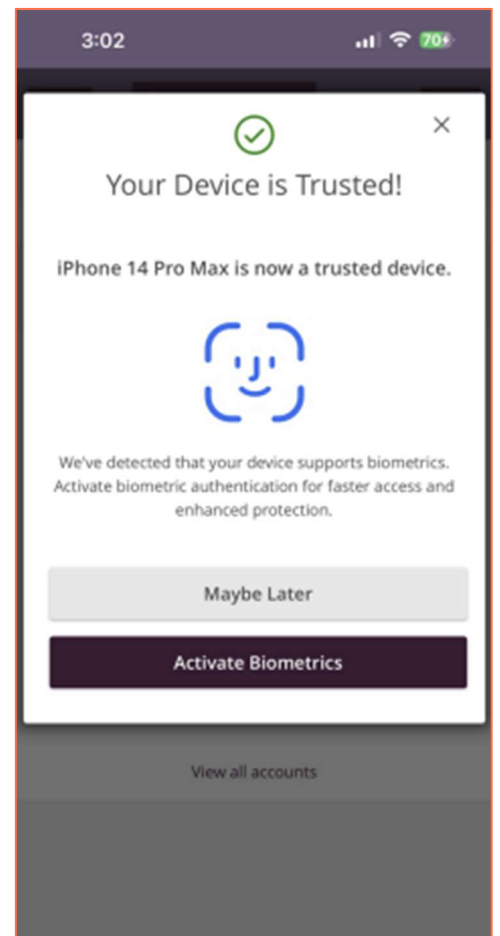 3:02
70
Your Device is Trusted!
iPhone 14 Pro Max is now a trusted device.
We've detected that your device supports biometrics.
Activate biometric authentication for faster access and
enhanced protection.
Maybe Later
Activate Biometrics
View all accounts